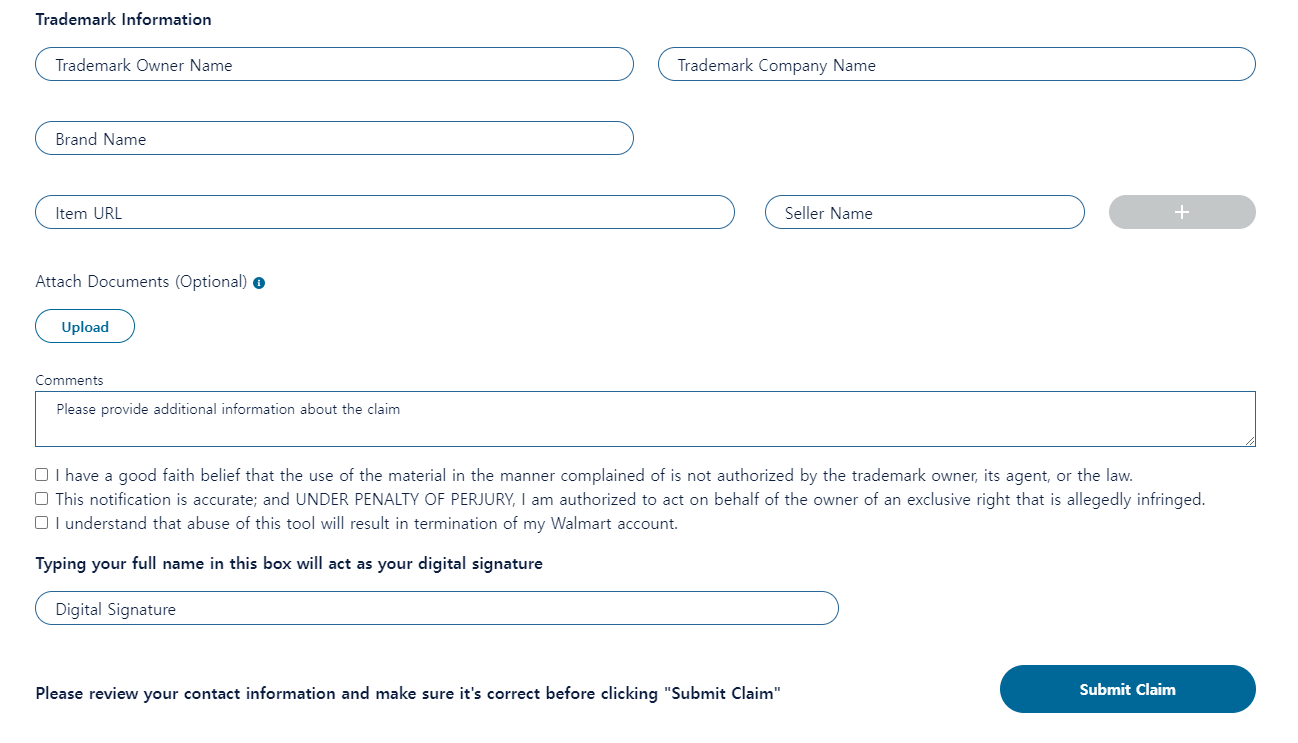 Trademark Information
Trademark Owner Name
Trademark Company Name
Brand Name
Item URL
Seller Name
+
Attach Documents (Optional) i
Upload
Comments
Please provide additional information about the claim
I have a good faith belief that the use of the material in the manner complained of is not authorized by the trademark owner, its agent, or the law.
This notification is accurate; and UNDER PENALTY OF PERJURY, I am authorized to act on behalf of the owner of an exclusive right that is allegedly infringed.
I understand that abuse of this tool will result in termination of my Walmart account.
Typing your full name in this box will act as your digital signature
Digital Signature
Please review your contact information and make sure it's correct before clicking "Submit Claim"
Submit Claim